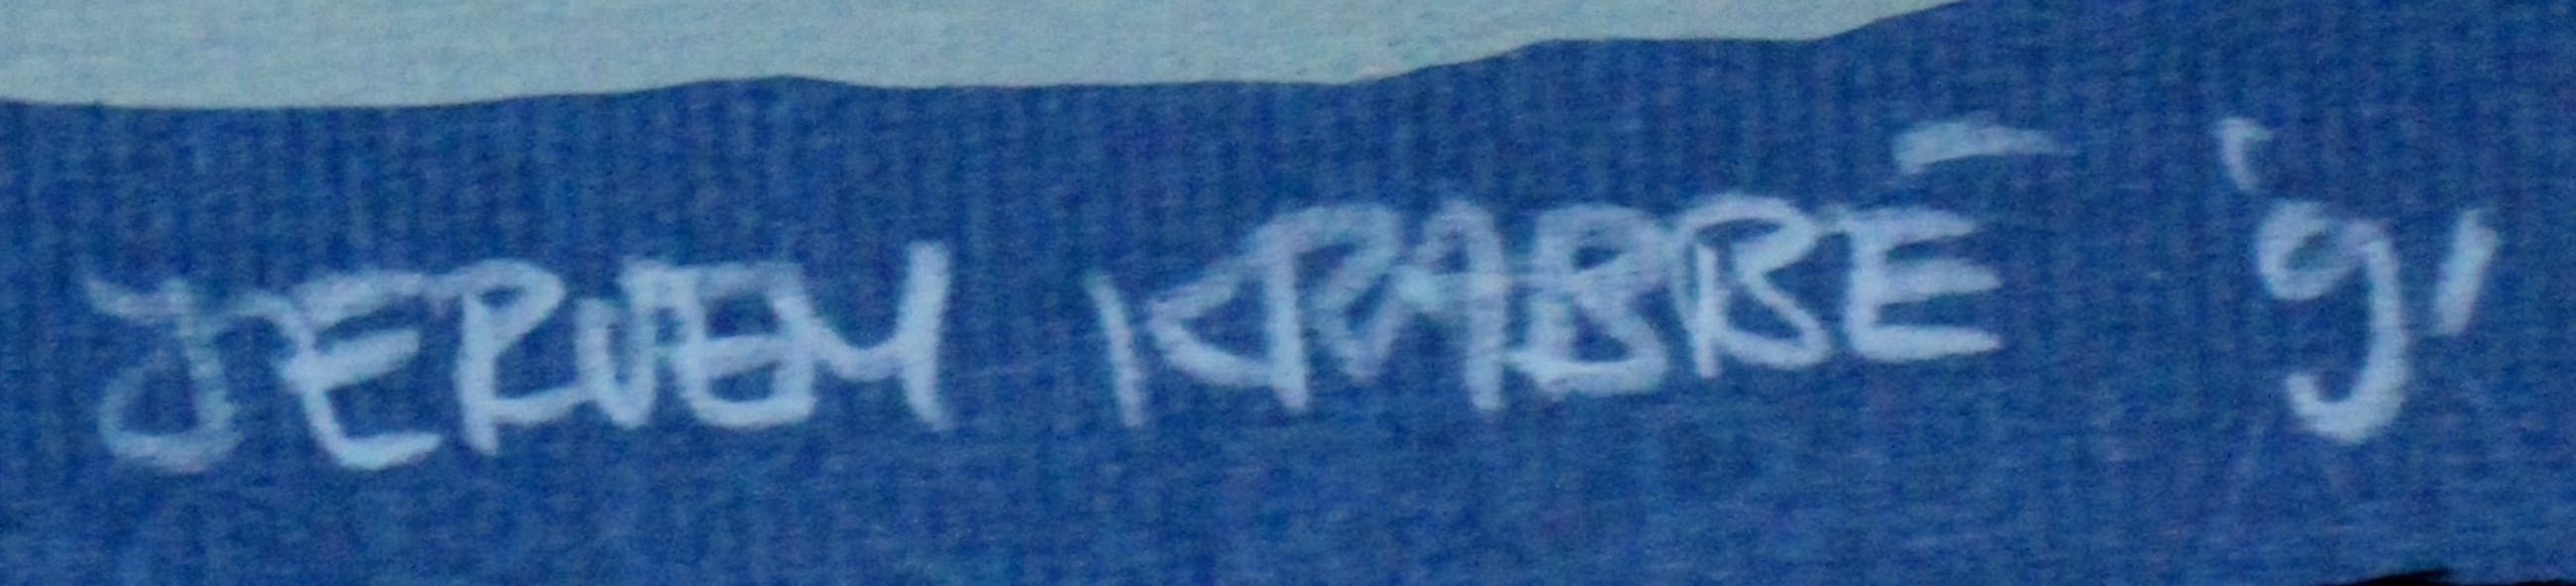 JEROEN KRABBÉ '91